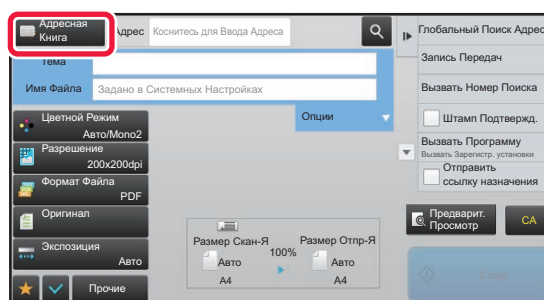 Адресная
Книга
Адрес
Коснитесь для Ввода Адреса
Тема
Имя Файла
Задано в Системных Настройках
Опции
Цветной Режим
Авто/Mono2
Разрешение
200x200dpi
Формат Файла
PDF
Оригинал
Экспозиция
Авто
Прочие
Размер Скан-Я
Авто
A4
100%
Размер Отпр-Я
Авто
A4
Глобальный Поиск Адрес
Запись Передач
Вызвать Номер Поиска
Штамп Подтвержд.
Вызвать Программу
Вызвать Зарегистр. установки
Отправить
ссылку назначения
Предварит.
Просмотр
CA
Старт